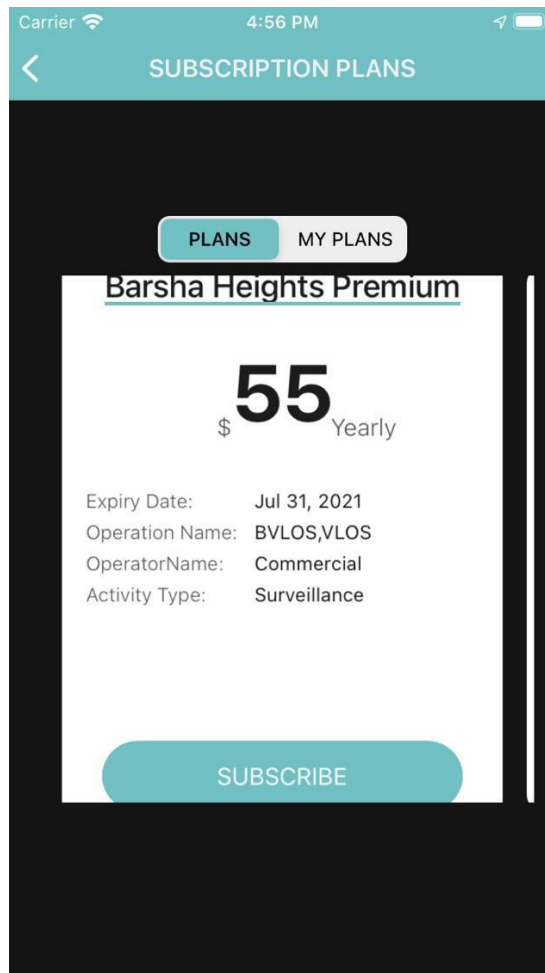 Carrier 4:56 PM
SUBSCRIPTION PLANS
PLANS MY PLANS
Barsha Heights Premium
$ 55 Yearly
Expiry Date: Jul 31, 2021
Operation Name: BVLOS,VLOS
OperatorName: Commercial
Activity Type: Surveillance
SUBSCRIBE